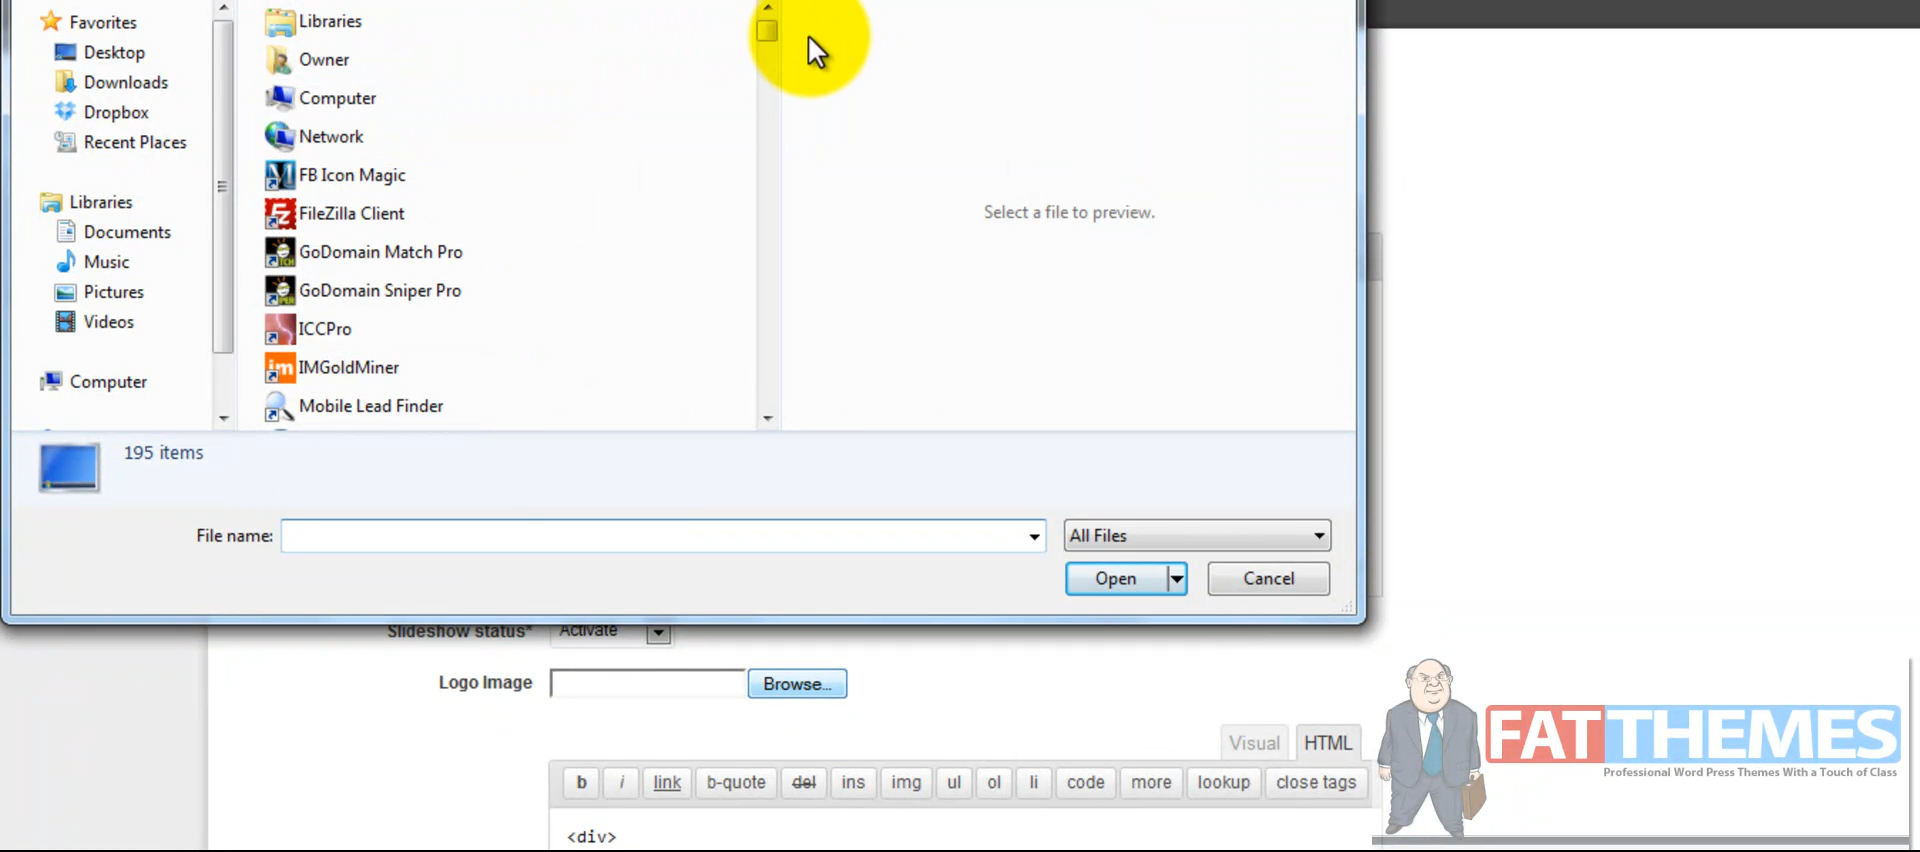 Favorites
Desktop
Downloads
Dropbox
Recent Places
Libraries
Documents
Music
Pictures
Videos
Computer
Libraries
Owner
Computer
Network
FB Icon Magic
FileZilla Client
GoDomain Match Pro
GoDomain Sniper Pro
ICCPro
IMGoldMiner
Mobile Lead Finder
Select a file to preview.
195 items
File name:
All Files
Open
Cancel
Slideshow status* Activate
Logo Image Browse...
Visual HTML
b i link b-quote del ins img ul ol li code more lookup close tags
<div>
FATTHEMES
Professional Word Press Themes With a Touch of Class